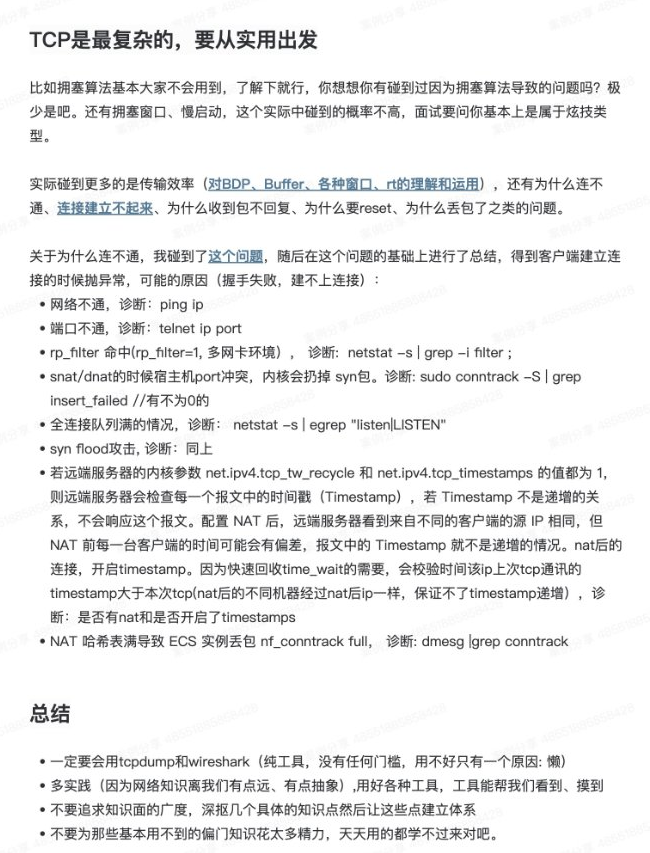 TCP是最复杂的，要从实用出发
比如拥塞算法基本大家不会用到，了解下就行，你想想你有碰到过因为拥塞算法导致的问题吗？极
少是吧。还有拥塞窗口、慢启动，这个实际中碰到的概率不高，面试要问你基本上是属于炫技类
型。
实际碰到更多的是传输效率（对BDP、Buffer、各种窗口、rt的理解和运用），还有为什么连不
通、连接建立不起来、为什么收到包不回复、为什么要reset、为什么丢包了之类的问题。
关于为什么连不通，我碰到了这个问题，随后在这个问题的基础上进行了总结，得到客户端建立连
接的时候抛异常，可能的原因（握手失败，建不上连接）：
• 网络不通，诊断：ping ip
• 端口不通，诊断：telnet ip port
• rp_filter 命中(rp_filter=1, 多网卡环境）， 诊断: netstat -s | grep -i filter ;
• snat/dnat的时候宿主机port冲突，内核会扔掉 syn包。诊断: sudo conntrack -S | grep
insert_failed //有不为0的
• 全连接队列满的情况，诊断： netstat -s | egrep "listen|LISTEN"
• syn flood攻击, 诊断：同上
• 若远端服务器的内核参数 net.ipv4.tcp_tw_recycle 和 net.ipv4.tcp_timestamps 的值都为 1，
则远端服务器会检查每一个报文中的时间戳（Timestamp），若 Timestamp 不是递增的关
系，不会响应这个报文。配置 NAT 后，远端服务器看到来自不同的客户端的源 IP 相同，但
NAT 前每一台客户端的时间可能会有偏差，报文中的 Timestamp 就不是递增的情况。nat后的
连接，开启timestamp。因为快速回收time_wait的需要，会校验时间该ip上次tcp通讯的
timestamp大于本次tcp(nat后的不同机器经过nat后ip一样，保证不了timestamp递增），诊
断：是否有nat和是否开启了timestamps
• NAT 哈希表满导致 ECS 实例丢包 nf_conntrack full， 诊断: dmesg |grep conntrack
总结
• 一定要会用tcpdump和wireshark（纯工具，没有任何门槛，用不好只有一个原因: 懒）
• 多实践（因为网络知识离我们有点远、有点抽象）,用好各种工具，工具能帮我们看到、摸到
• 不要追求知识面的广度，深抠几个具体的知识点然后让这些点建立体系
• 不要为那些基本用不到的偏门知识花太多精力，天天用的都学不过来对吧。